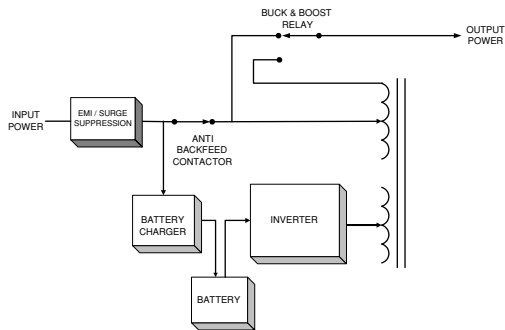 BUCK & BOOST
RELAY
OUTPUT
POWER
INPUT
POWER
EMI / SURGE
SUPPRESSION
ANTI
BACKFEED
CONTACTOR
BATTERY
CHARGER
INVERTER
BATTERY